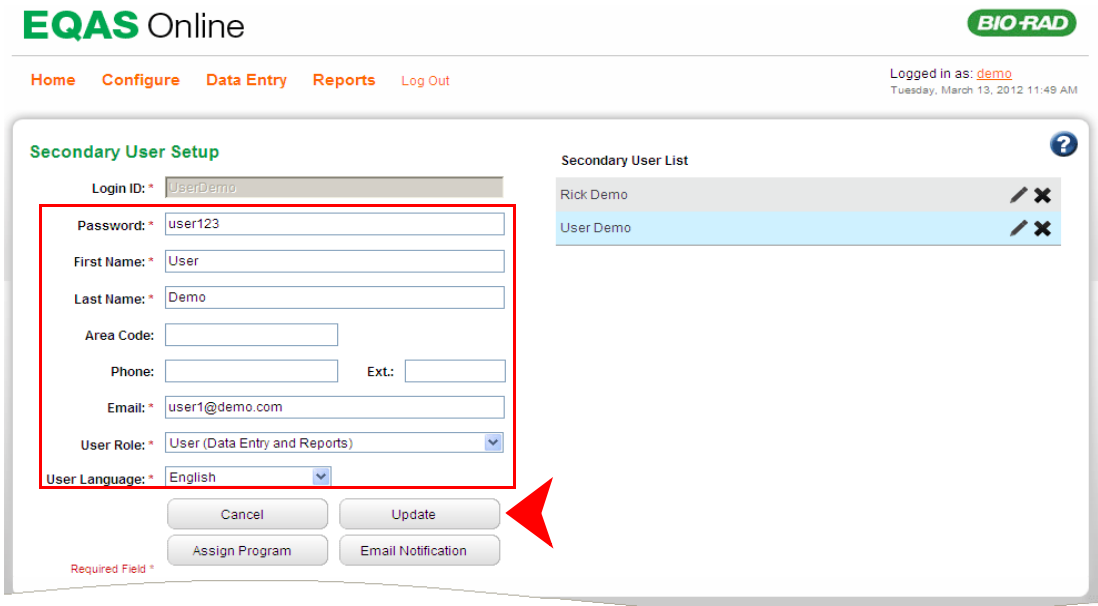 EQAS Online
BIO-RAD
Home Configure Data Entry Reports Log Out
Logged in as: demo
Tuesday, March 13, 2012 11:49 AM
?
Secondary User Setup
Login ID: * UserDemo
Password: * user123
First Name: * User
Last Name: * Demo
Area Code:
Phone: Ext.:
Email: * user1@demo.com
User Role: * User (Data Entry and Reports)
User Language: * English
Cancel Update
Assign Program Email Notification
Required Field *
Secondary User List
Rick Demo
User Demo